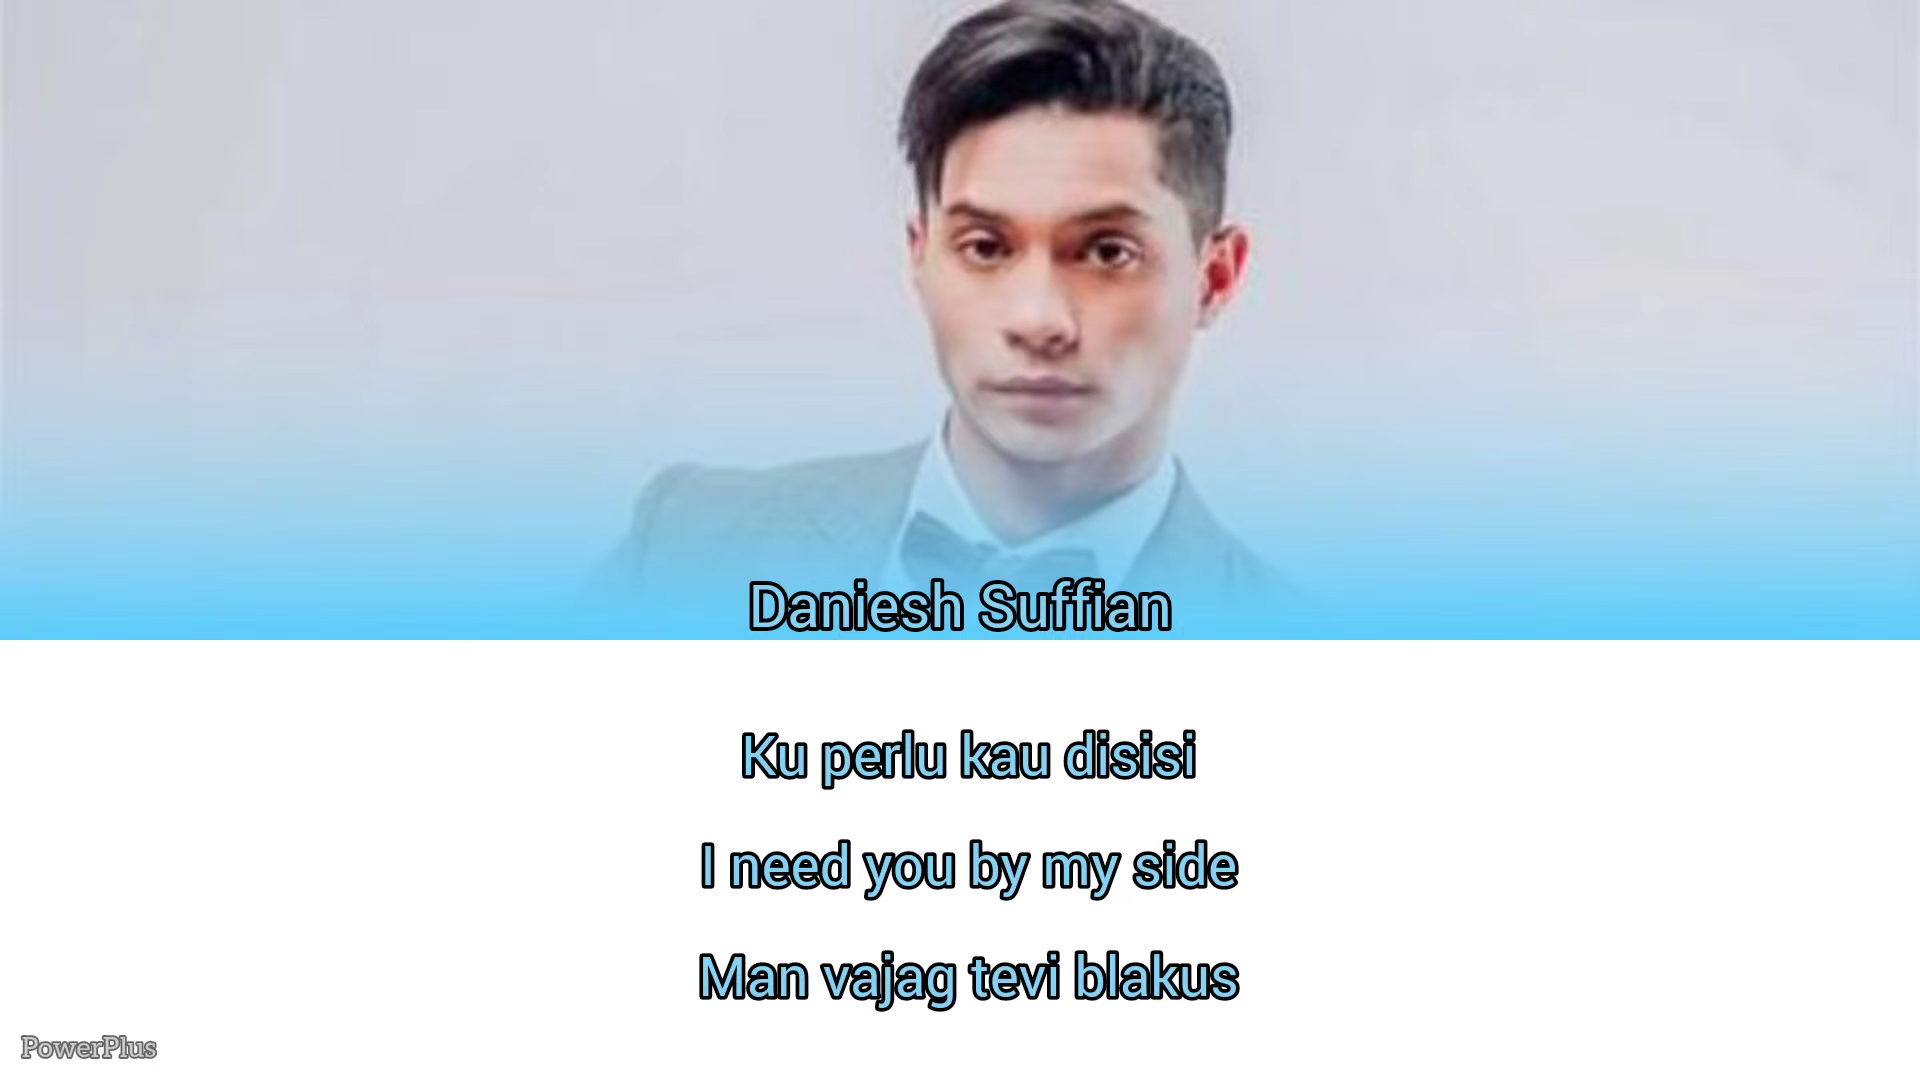 Daniesh Suffian
Ku perlu kau disisi
I need you by my side
Man vajag tevi blakus
PowerPlus